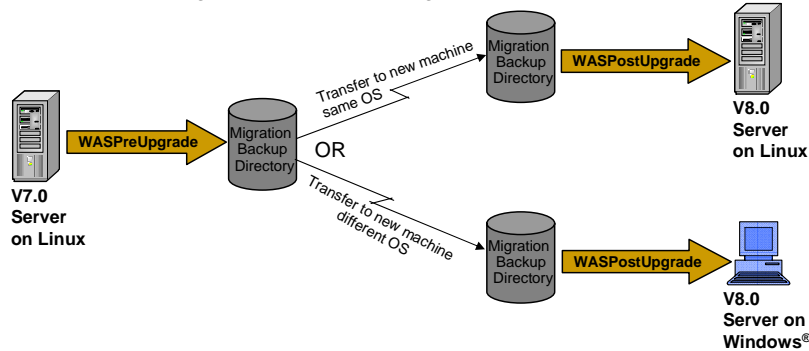 V7.0
Server
on Linux
WASPreUpgrade
Migration
Backup
Directory
Transfer to new machine
same OS
OR
Transfer to new machine
different OS
Migration
Backup
Directory
WASPostUpgrade
V8.0
Server
on Linux
Migration
Backup
Directory
WASPostUpgrade
V8.0
Server on
Windows®